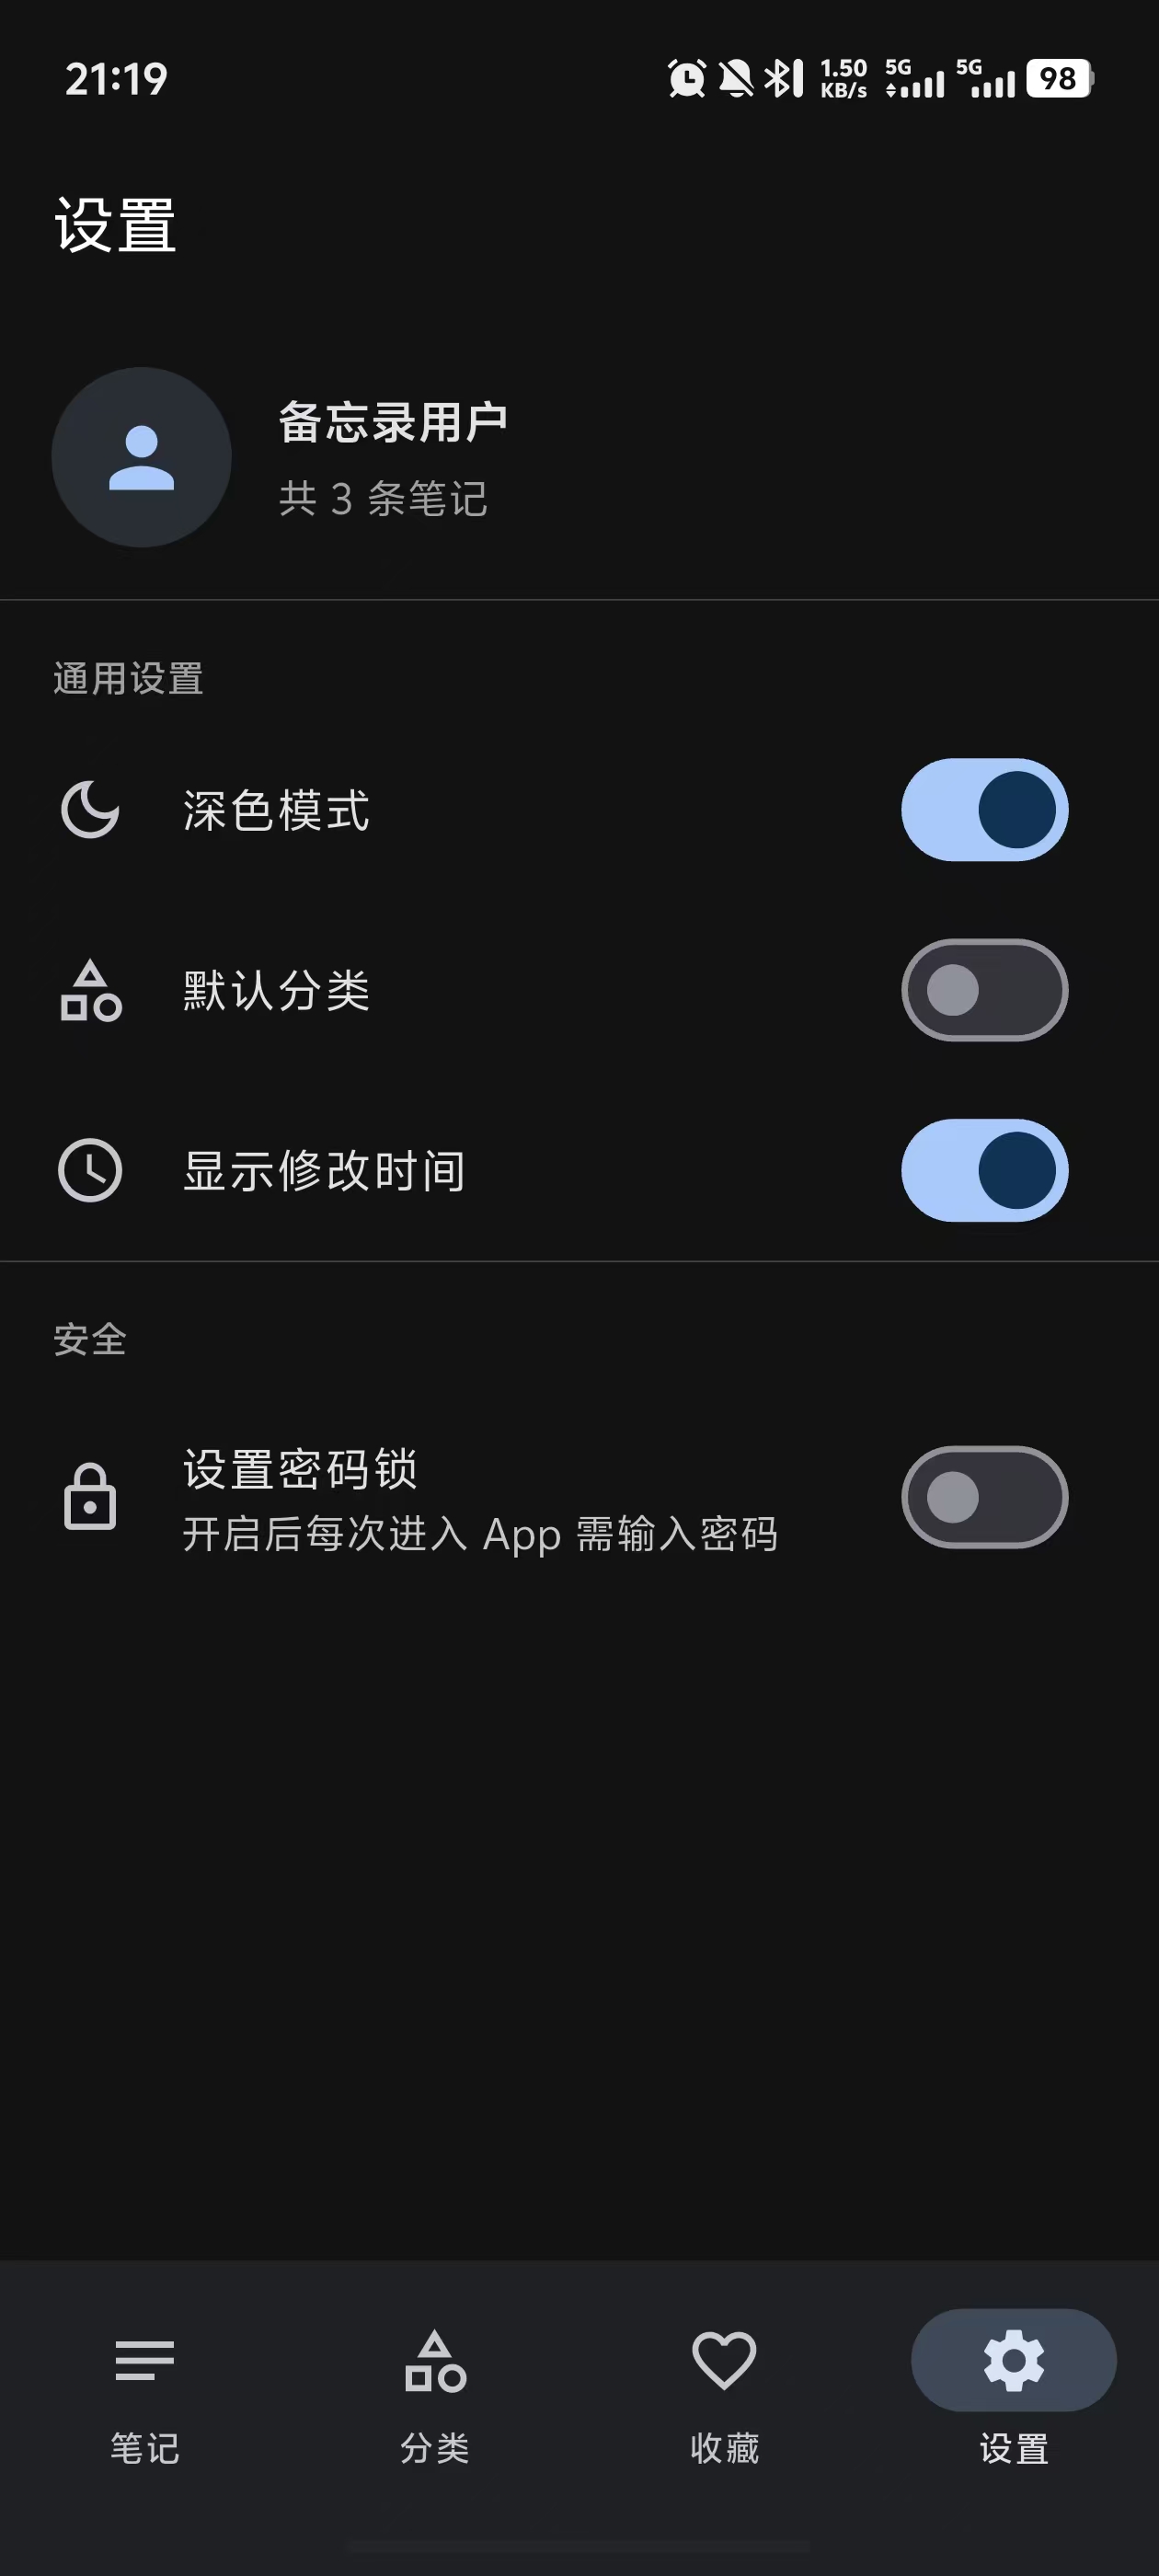 21:19
1.50 KB/s 5G 5G 98
设置
备忘录用户
共 3 条笔记
通用设置
深色模式
默认分类
显示修改时间
安全
设置密码锁
开启后每次进入 App 需输入密码
笔记 分类 收藏 设置